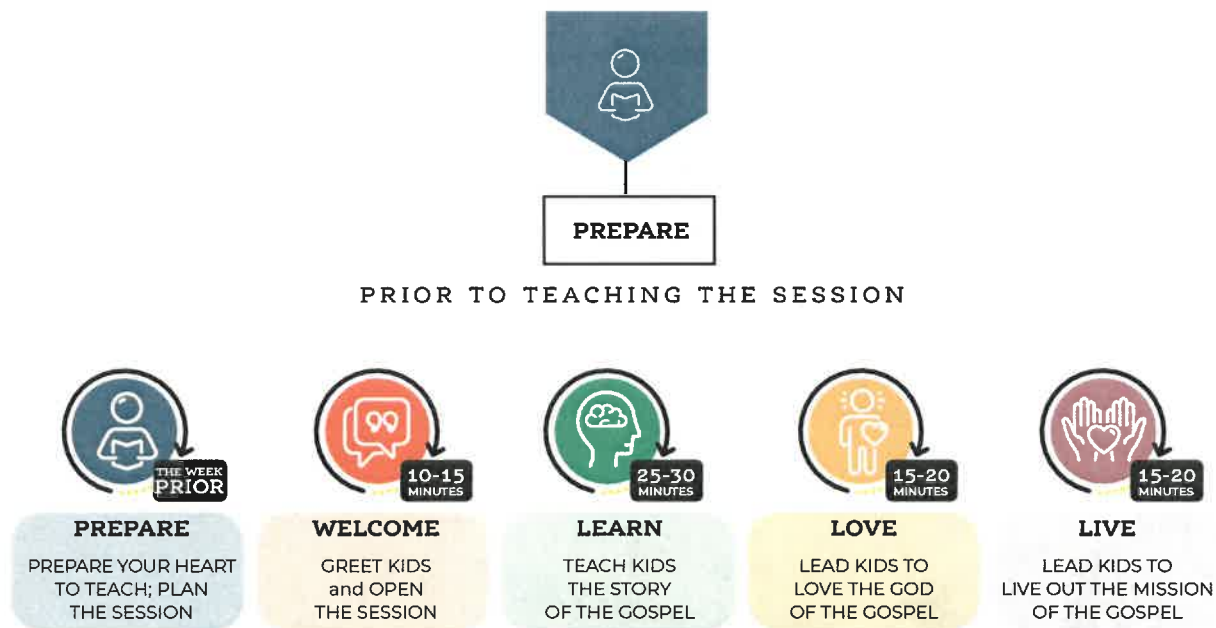 PREPARE
PRIOR TO TEACHING THE SESSION
THE WEEK
PRIOR
PREPARE
PREPARE YOUR HEART
TO TEACH; PLAN
THE SESSION
10-15
MINUTES
WELCOME
GREET KIDS
and OPEN
THE SESSION
25-30
MINUTES
LEARN
TEACH KIDS
THE STORY
OF THE GOSPEL
15-20
MINUTES
LOVE
LEAD KIDS TO
LOVE THE GOD
OF THE GOSPEL
15-20
MINUTES
LIVE
LEAD KIDS TO
LIVE OUT THE MISSION
OF THE GOSPEL